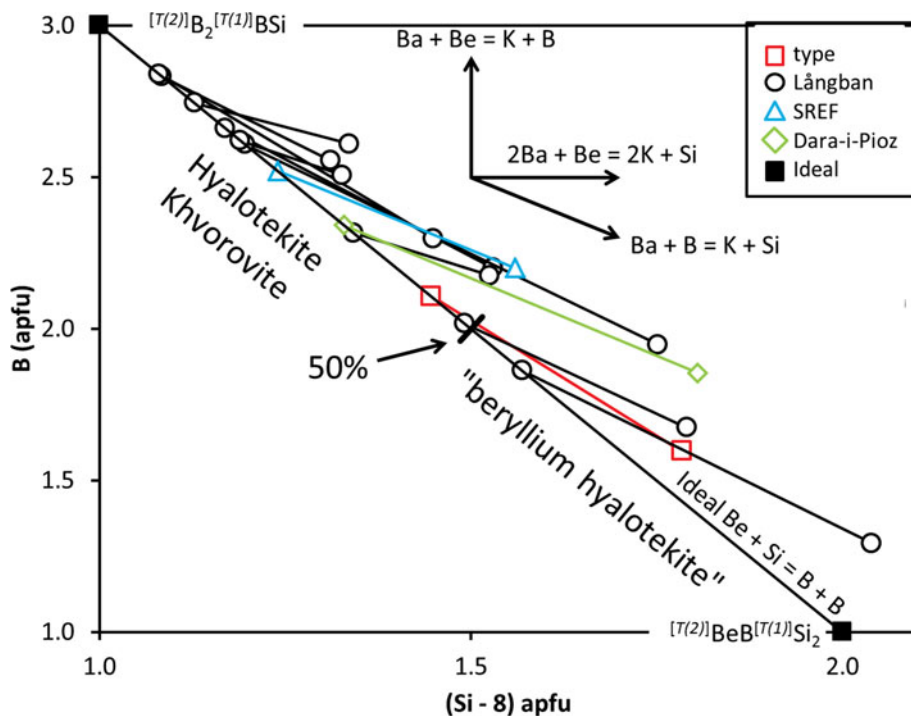 3.0
[T(2)]B2[T(1)]BSi
Ba + Be = K + B
type
Långban
SREF
Dara-i-Pioz
Ideal
2.5
2Ba + Be = 2K + Si
Ba + B = K + Si
Hyalotekite
Khvorovite
B (apfu)
2.0
50%
"beryllium hyalotekite"
Ideal Be + Si = B + B
1.5
[T(2)]BeB[T(1)]Si2
1.0
1.0
1.5
2.0
(Si - 8) apfu